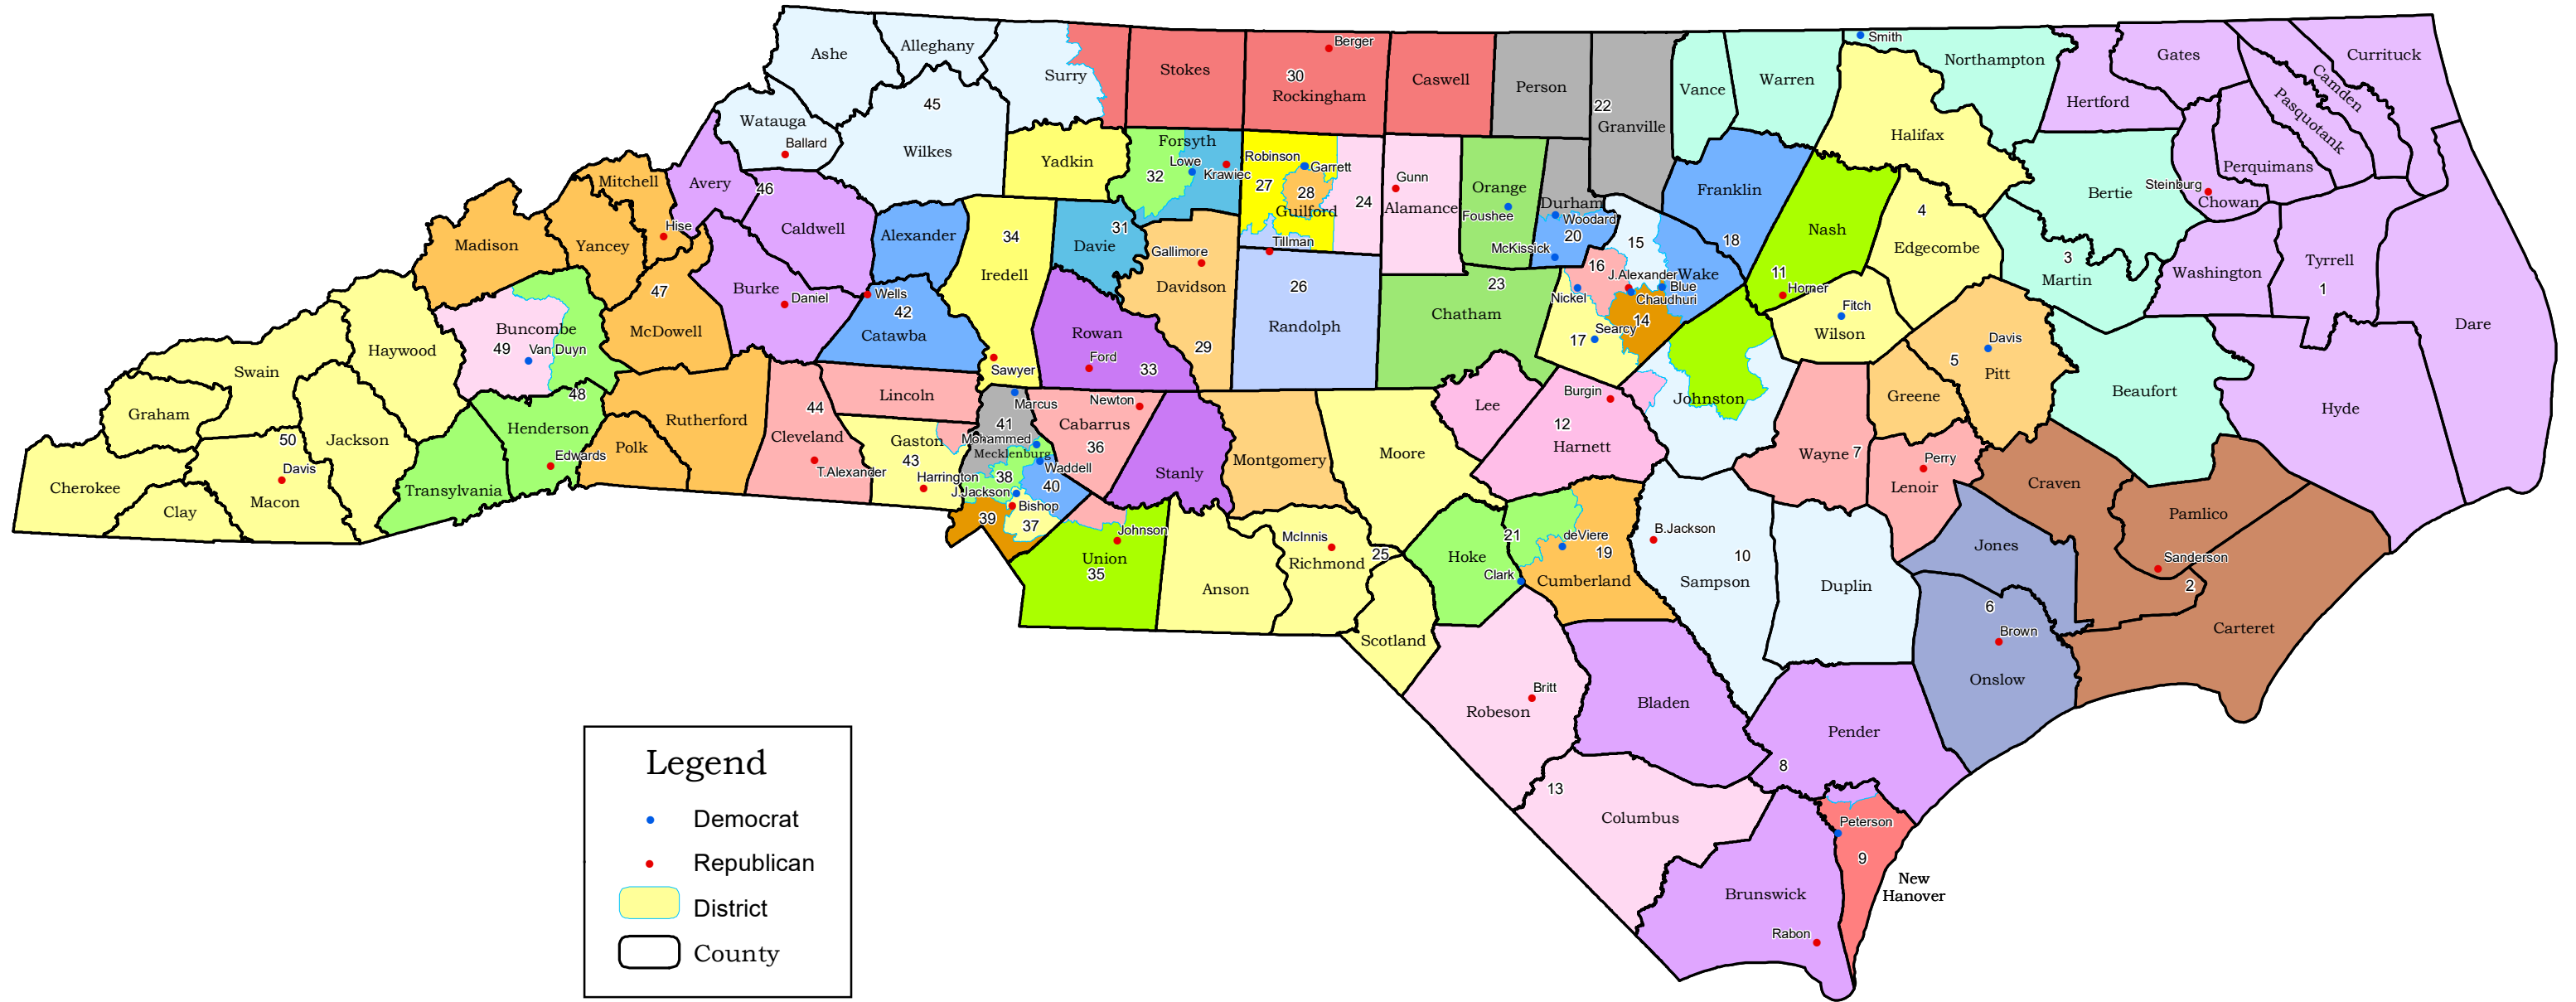 Ashe
Alleghany
Surry
Stokes
Berger
30
Rockingham
Caswell
Person
22
Granville
Vance
Warren
Smith
Northampton
Gates
Hertford
Camden
Pasquotank
Currituck
Perquimans
Watauga
Ballard
45
Wilkes
Yadkin
Forsyth
Lowe
Krawiec
32
Robinson
Garrett
27
28
Guilford
24
Tillman
Gunn
Alamance
Orange
Foushee
Durham
Woodard
McKissick
20
15
Franklin
18
Halifax
4
Edgecombe
Nash
11
Horner
Bertie
Steinburg
Chowan
3
Martin
Washington
Tyrrell
1
Dare
Mitchell
Avery
46
Hise
Caldwell
Madison
Yancey
47
McDowell
Burke
Daniel
Alexander
Wells
42
Catawba
34
Iredell
Sawyer
31
Davie
Gallimore
Davidson
29
Rowan
Ford
33
26
Randolph
23
Chatham
16
J.Alexander
Nickel
Blue
Chaudhuri
Wake
14
Searcy
17
Fitch
Wilson
Davis
5
Pitt
Greene
Beaufort
Hyde
Buncombe
49
Van Duyn
Haywood
Swain
Graham
50
Jackson
Davis
Macon
Cherokee
Clay
Transylvania
48
Henderson
Edwards
Polk
Rutherford
44
Cleveland
T.Alexander
Lincoln
Gaston
43
Harrington
Marcus
41
Mohammed
Mecklenburg
38
Waddell
40
J.Jackson
Bishop
39
37
Newton
Cabarrus
36
Stanly
Johnson
Union
35
Montgomery
Moore
Anson
McInnis
Richmond
25
Scotland
Lee
Burgin
12
Harnett
Johnston
Wayne
7
Perry
Lenoir
Craven
Pamlico
Sanderson
2
Carteret
Jones
6
Brown
Onslow
Hoke
21
deViere
19
Clark
Cumberland
B.Jackson
10
Sampson
Duplin
Britt
Robeson
Bladen
Pender
8
13
Columbus
Peterson
9
New
Hanover
Brunswick
Rabon
Legend
Democrat
Republican
District
County